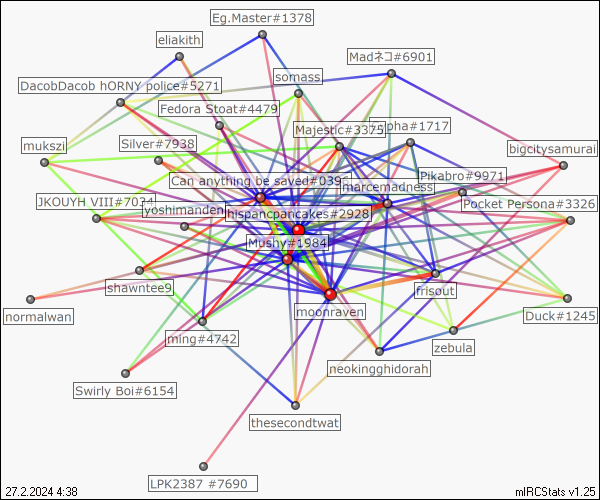 Eg.Master#1378
eliakith
Madネコ#6901
somass
DacobDacob hORNY police#5271
Fedora Stoat#4479
Majestic#3375
pha#1717
mukszi
Silver#7938
bigcitysamurai
Can anything be saved#039
Pikabro#9971
marcemadness
JKOUYH VIII#7034
yoshimanden
hispancpancakes#2928
Pocket Persona#3326
Mushy#1984
shawntee9
frisout
normalwan
moonraven
Duck#1245
ming#4742
zebula
neokingghidorah
Swirly Boi#6154
thesecondtwat
LPK2387 #7690
27.2.2024 4:38
mIRCStats v1.25